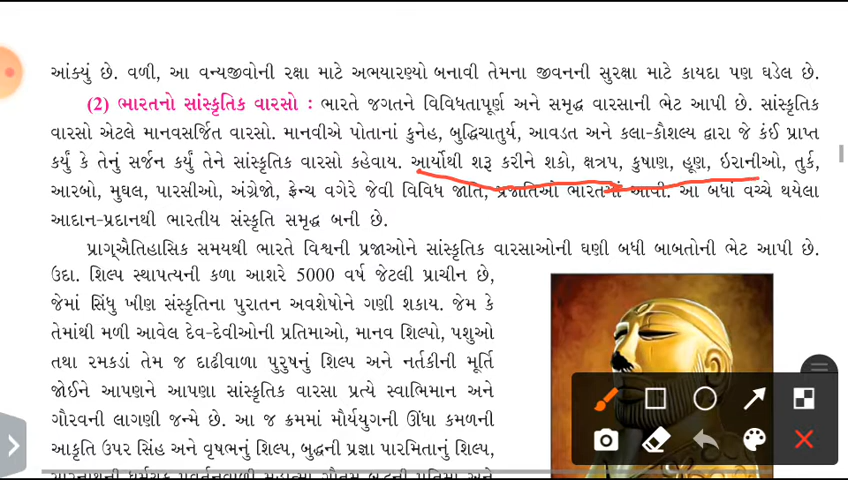 આંક્યું છે. વળી, આ વન્યજીવોની રક્ષા માટે અભયારણ્યો બનાવી તેમના જીવનની સુરક્ષા માટે કાયદા પણ ઘડેલ છે.
(2) ભારતનો સાંસ્કૃતિક વારસો : ભારતે જગતને વિવિધતાપૂર્ણ અને સમૃદ્ધ વારસાની ભેટ આપી છે. સાંસ્કૃતિક
વારસો એટલે માનવસર્જિત વારસો. માનવીએ પોતાનાં કુનેહ, બુદ્ધિચાતુર્ય, આવડત અને કલા-કૌશલ્ય દ્વારા જે કંઈ પ્રાપ્ત
કર્યું કે તેનું સર્જન કર્યું તેને સાંસ્કૃતિક વારસો કહેવાય. આર્યોથી શરૂ કરીને શકો, ક્ષત્રપ, કુષાણ, હૂણ, ઇરાનીઓ, તુર્ક,
આરબો, મુઘલ, પારસીઓ, અંગ્રેજો, ફ્રેન્ચ વગેરે જેવી વિવિધ જાતિ, પ્રજાતિઓ ભારતમાં આવી. આ બધાં વચ્ચે થયેલા
આદાન-પ્રદાનથી ભારતીય સંસ્કૃતિ સમૃદ્ધ બની છે.
પ્રાગ્ઐતિહાસિક સમયથી ભારતે વિશ્વની પ્રજાઓને સાંસ્કૃતિક વારસાઓની ઘણી બધી બાબતોની ભેટ આપી છે.
ઉદા. શિલ્પ સ્થાપત્યની કળા આશરે 5000 વર્ષ જેટલી પ્રાચીન છે,
જેમાં સિંધુ ખીણ સંસ્કૃતિના પુરાતન અવશેષોને ગણી શકાય. જેમ કે
તેમાંથી મળી આવેલ દેવ-દેવીઓની પ્રતિમાઓ, માનવ શિલ્પો, પશુઓ
તથા રમકડાં તેમ જ દાઢીવાળા પુરુષનું શિલ્પ અને નર્તકીની મૂર્તિ
જોઈને આપણને આપણા સાંસ્કૃતિક વારસા પ્રત્યે સ્વાભિમાન અને
ગૌરવની લાગણી જન્મે છે. આ જ ક્રમમાં મૌર્યયુગની ઊંધા કમળની
આકૃતિ ઉપર સિંહ અને વૃષભનું શિલ્પ, બુદ્ધની પ્રજ્ઞા પારમિતાનું શિલ્પ,